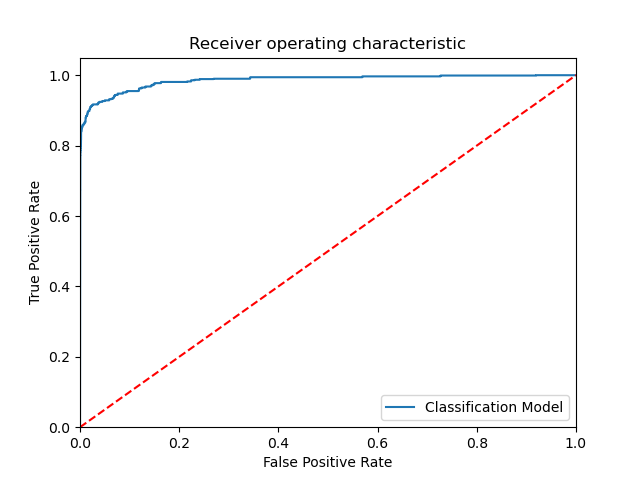 Receiver operating characteristic
True Positive Rate
1.0
0.8
0.6
0.4
0.2
0.0
0.0 0.2 0.4 0.6 0.8 1.0
False Positive Rate
Classification Model